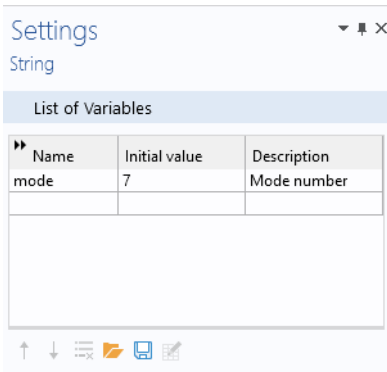 Settings
String
List of Variables
Name Initial value Description
mode 7 Mode number